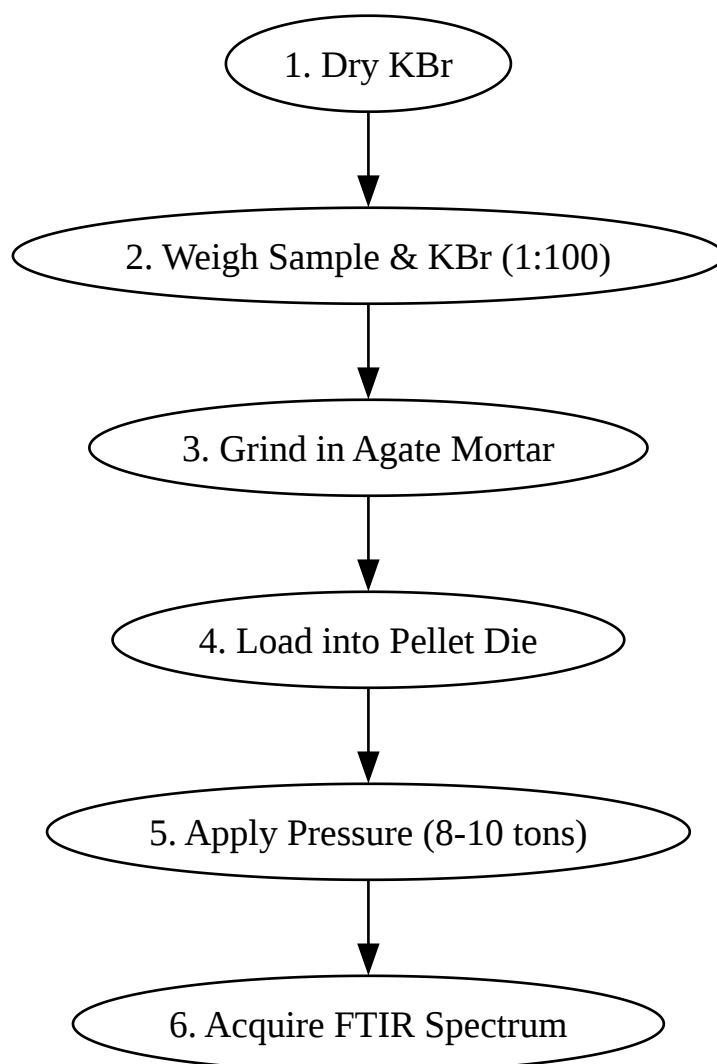 1. Dry KBr
2. Weigh Sample & KBr (1:100)
3. Grind in Agate Mortar
4. Load into Pellet Die
5. Apply Pressure (8-10 tons)
6. Acquire FTIR Spectrum